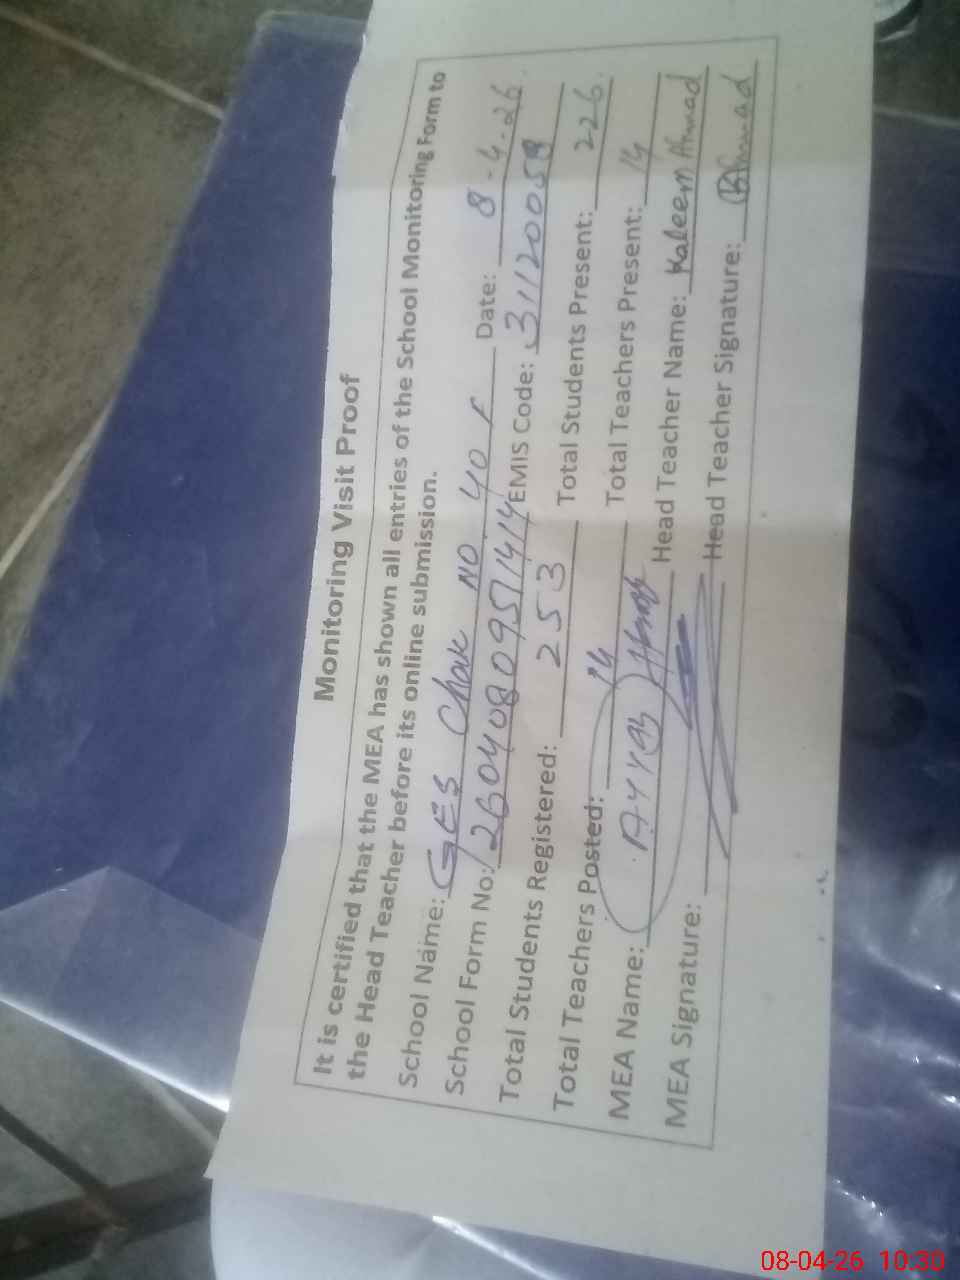 Monitoring Visit Proof
It is certified that the MEA has shown all entries of the School Monitoring Form to
the Head Teacher before its online submission.
School Name: GES Chak NO. 40 Date: 8-4-26
School Form No: 26040809571414 EMIS Code: 31120058
Total Students Registered: 253 Total Students Present: 226
Total Teachers Posted: 14 Total Teachers Present: 14
MEA Name: Ayyaz Ahmad Head Teacher Name: Kaleem Ahmad
MEA Signature: Head Teacher Signature: Ahmad
08-04-26 10:30